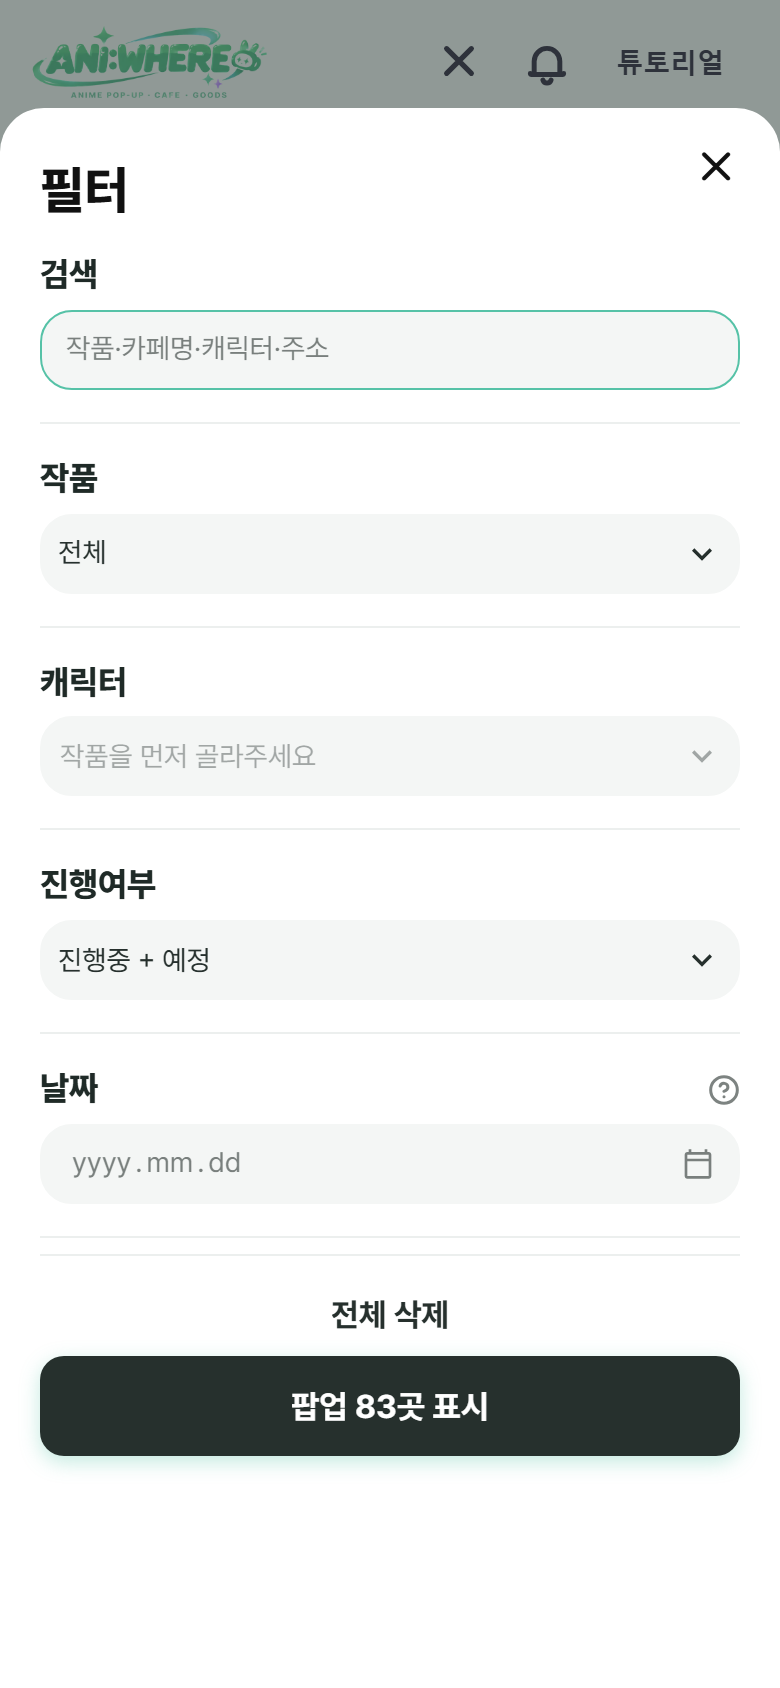 ANi:WHERE
ANIME POP-UP · CAFE · GOODS
튜토리얼
필터
검색
작품·카페명·캐릭터·주소
작품
전체
캐릭터
작품을 먼저 골라주세요
진행여부
진행중 + 예정
날짜
yyyy.mm.dd
전체 삭제
팝업 83곳 표시